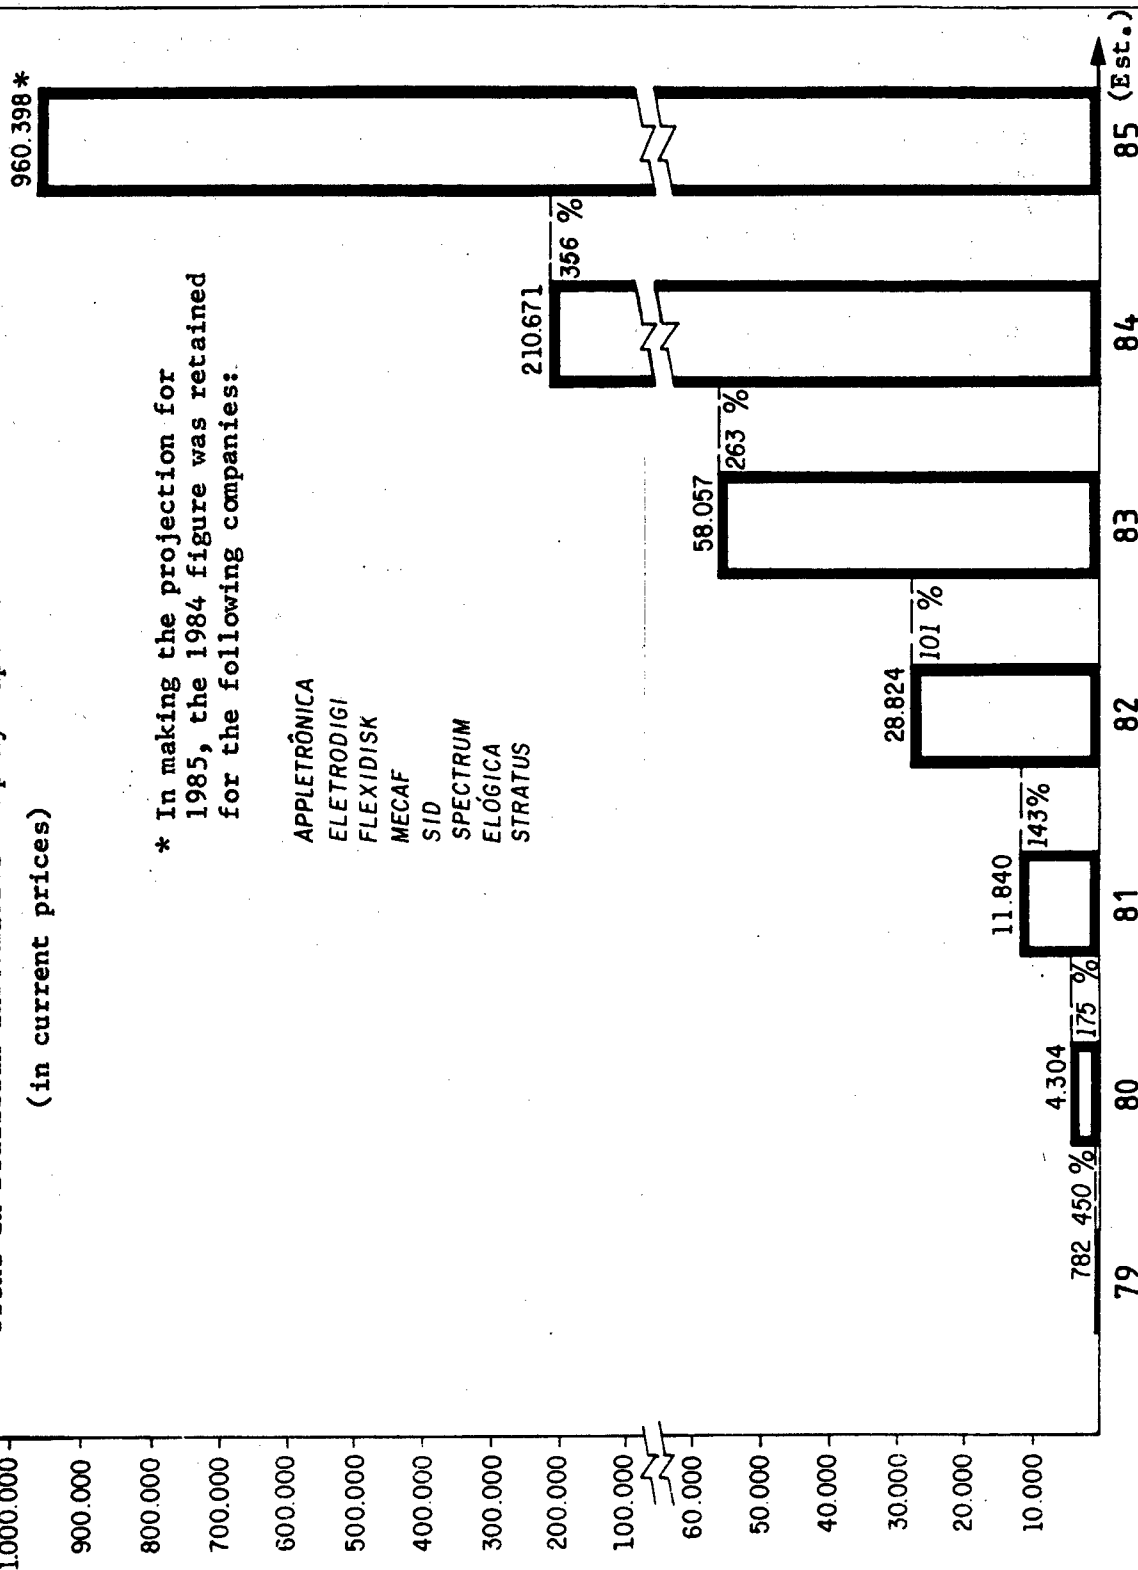 (in current prices)
* In making the projection for
1985, the 1984 figure was retained
for the following companies:
APPLETRÔNICA
ELETRODIGI
FLEXIDISK
MECAF
SID
SPECTRUM
ELÓGICA
STRATUS
1.000.000
900.000
800.000
700.000
600.000
500.000
400.000
300.000
200.000
100.000
60.000
50.000
40.000
30.000
20.000
10.000
782
450 %
4.304
175 %
11.840
143%
28.824
101 %
58.057
263 %
210.671
356 %
960.398*
79
80
81
82
83
84
85 (Est.)